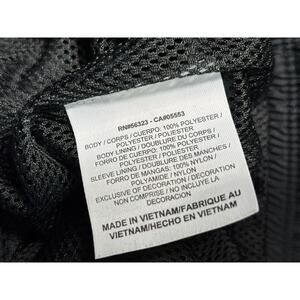 RN#56323 - CA#05553
BODY / CORPS / CUERPO: 100% POLYESTER /
POLYESTER / POLIESTER
BODY LINING / DOUBLURE DU CORPS /
FORRO DE CUERPO: 100% POLYESTER /
POLYESTER / POLIÉSTER
SLEEVE LINING / DOUBLURE DES MANCHES /
FORRO DE MANGAS: 100% NYLON /
POLYAMIDE / NYLON
EXCLUSIVE OF DECORATION / DÉCORATION
NON COMPRISE / NO INCLUYE LA
DECORACIÓN
MADE IN VIETNAM/FABRIQUE AU
VIETNAM/HECHO EN VIETNAM